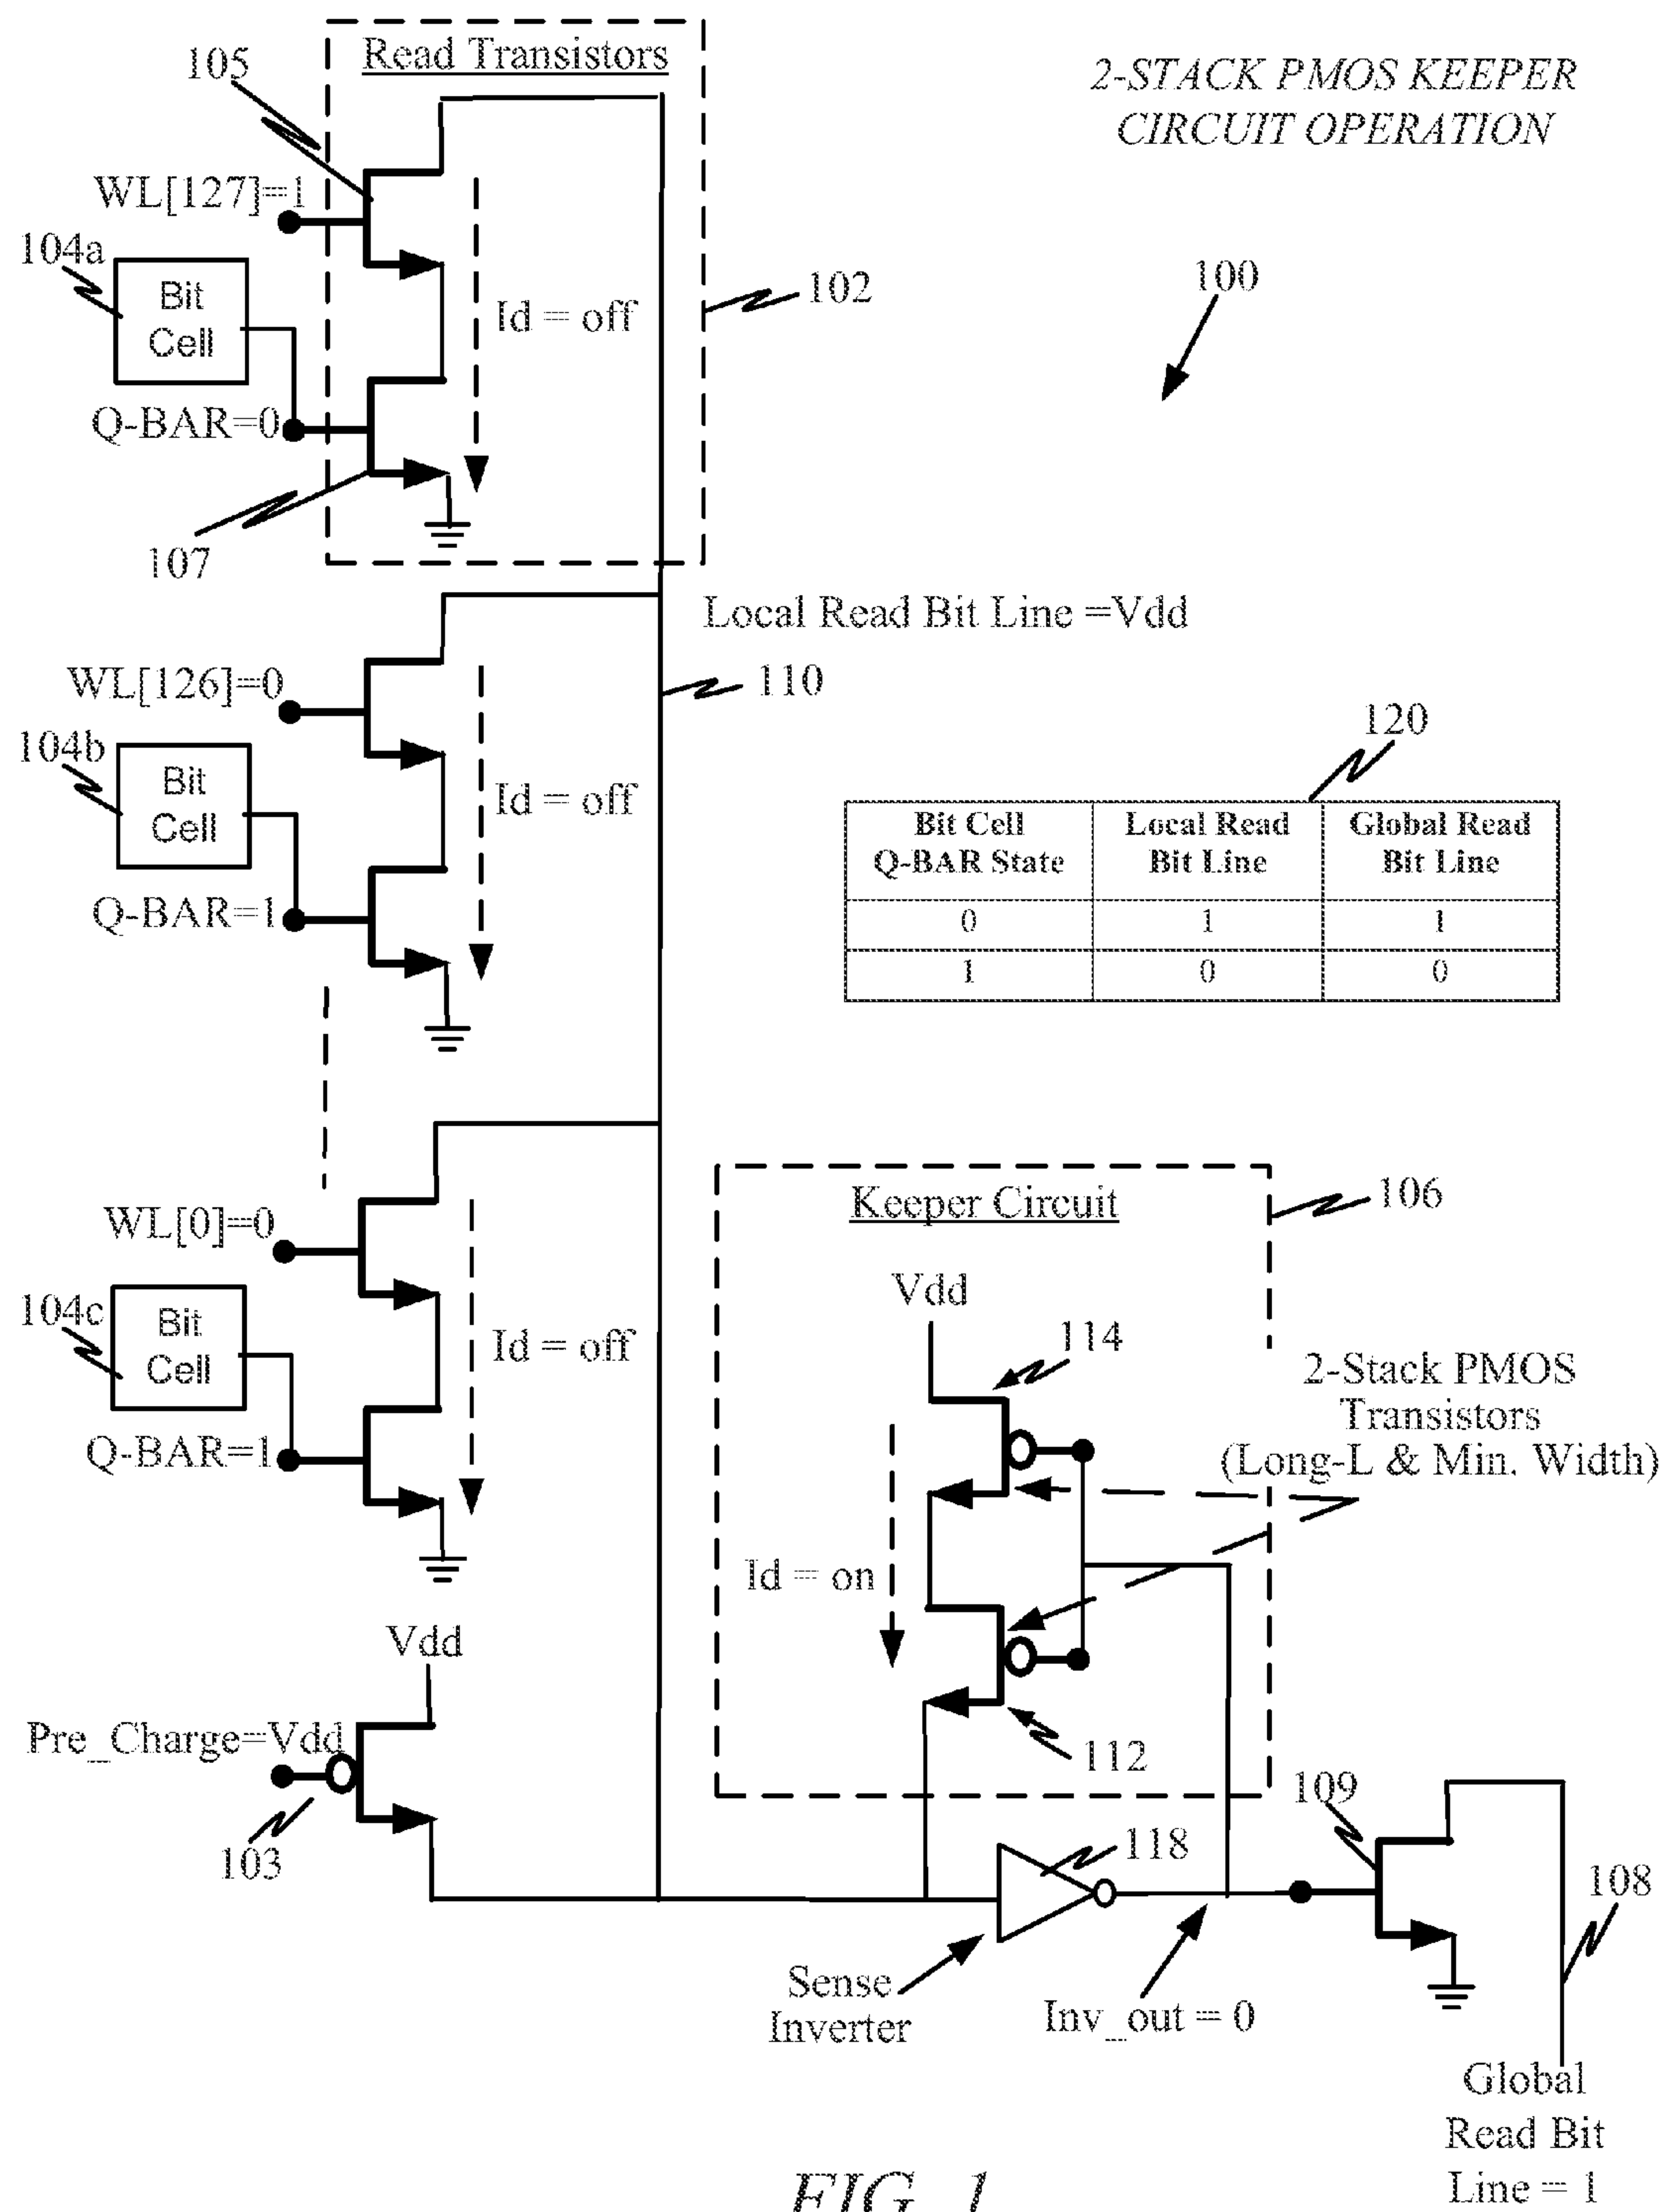 2-STACK PMOS KEEPER
CIRCUIT OPERATION
Read Transistors
105
WL[127]=1
104a
Bit
Cell
Id = off
102
100
Q-BAR=0
107
Local Read Bit Line =Vdd
110
WL[126]=0
104b
Bit
Cell
Id = off
Q-BAR=1
120
Bit Cell
Q-BAR State
Local Read
Bit Line
Global Read
Bit Line
0
1
1
1
0
0
WL[0]=0
104c
Bit
Cell
Id = off
Q-BAR=1
Keeper Circuit
106
Vdd
114
2-Stack PMOS
Transistors
(Long-L & Min. Width)
Id = on
112
Vdd
Pre_Charge=Vdd
103
118
109
108
Sense
Inverter
Inv_out = 0
Global
Read Bit
Line = 1
FIG. 1